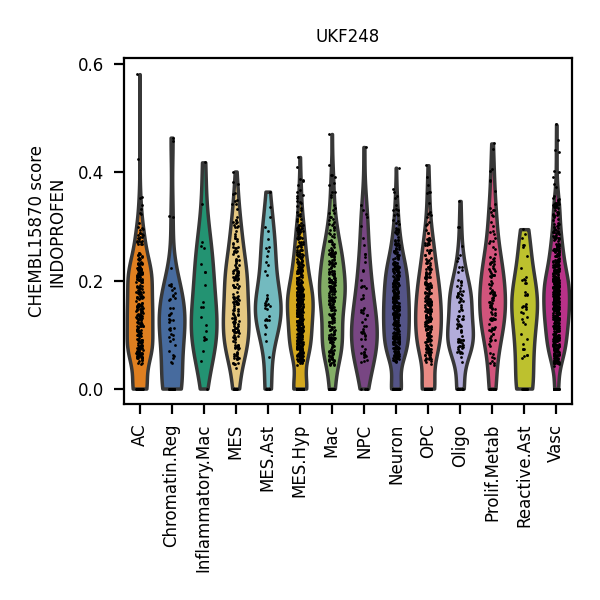 UKF248
CHEMBL15870 score
INDOPROFEN
0.6
0.4
0.2
0.0
AC
Chromatin.Reg
Inflammatory.Mac
MES
MES.Ast
MES.Hyp
Mac
NPC
Neuron
OPC
Oligo
Prolif.Metab
Reactive.Ast
Vasc